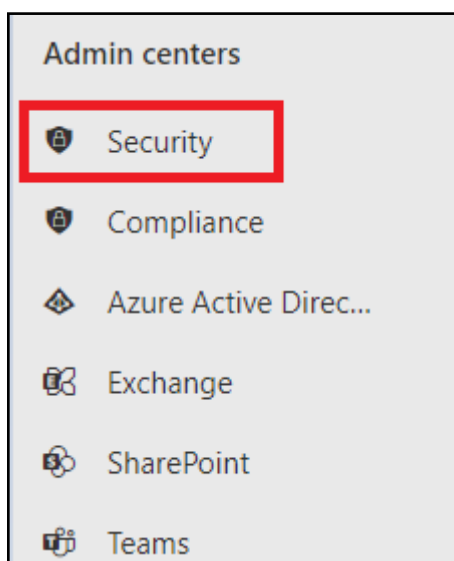 Admin centers
Security
Compliance
Azure Active Direc...
Exchange
SharePoint
Teams